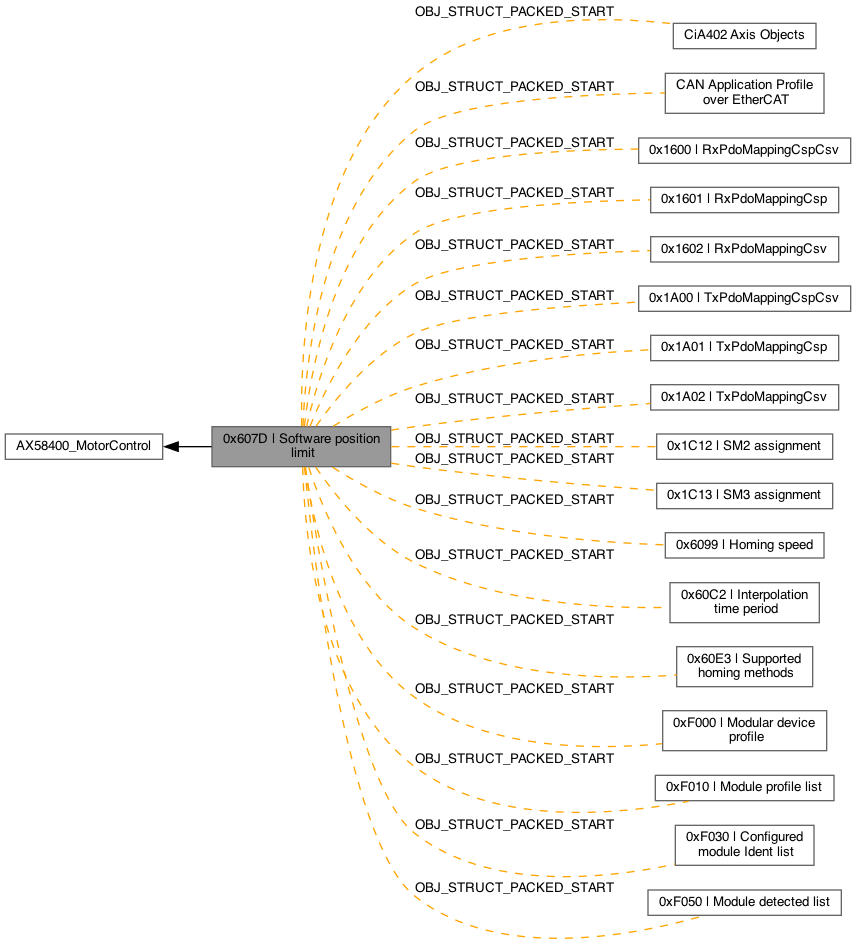 OBJ_STRUCT_PACKED_START
CiA402 Axis Objects
OBJ_STRUCT_PACKED_START
CAN Application Profile
over EtherCAT
OBJ_STRUCT_PACKED_START
0x1600 | RxPdoMappingCspCsv
OBJ_STRUCT_PACKED_START
0x1601 | RxPdoMappingCsp
OBJ_STRUCT_PACKED_START
0x1602 | RxPdoMappingCsv
OBJ_STRUCT_PACKED_START
0x1A00 | TxPdoMappingCspCsv
OBJ_STRUCT_PACKED_START
0x1A01 | TxPdoMappingCsp
OBJ_STRUCT_PACKED_START
0x1A02 | TxPdoMappingCsv
AX58400_MotorControl
0x607D | Software position
limit
OBJ_STRUCT_PACKED_START
0x1C12 | SM2 assignment
OBJ_STRUCT_PACKED_START
0x1C13 | SM3 assignment
OBJ_STRUCT_PACKED_START
0x6099 | Homing speed
OBJ_STRUCT_PACKED_START
0x60C2 | Interpolation
time period
OBJ_STRUCT_PACKED_START
0x60E3 | Supported
homing methods
OBJ_STRUCT_PACKED_START
0xF000 | Modular device
profile
OBJ_STRUCT_PACKED_START
0xF010 | Module profile list
OBJ_STRUCT_PACKED_START
0xF030 | Configured
module Ident list
OBJ_STRUCT_PACKED_START
0xF050 | Module detected list